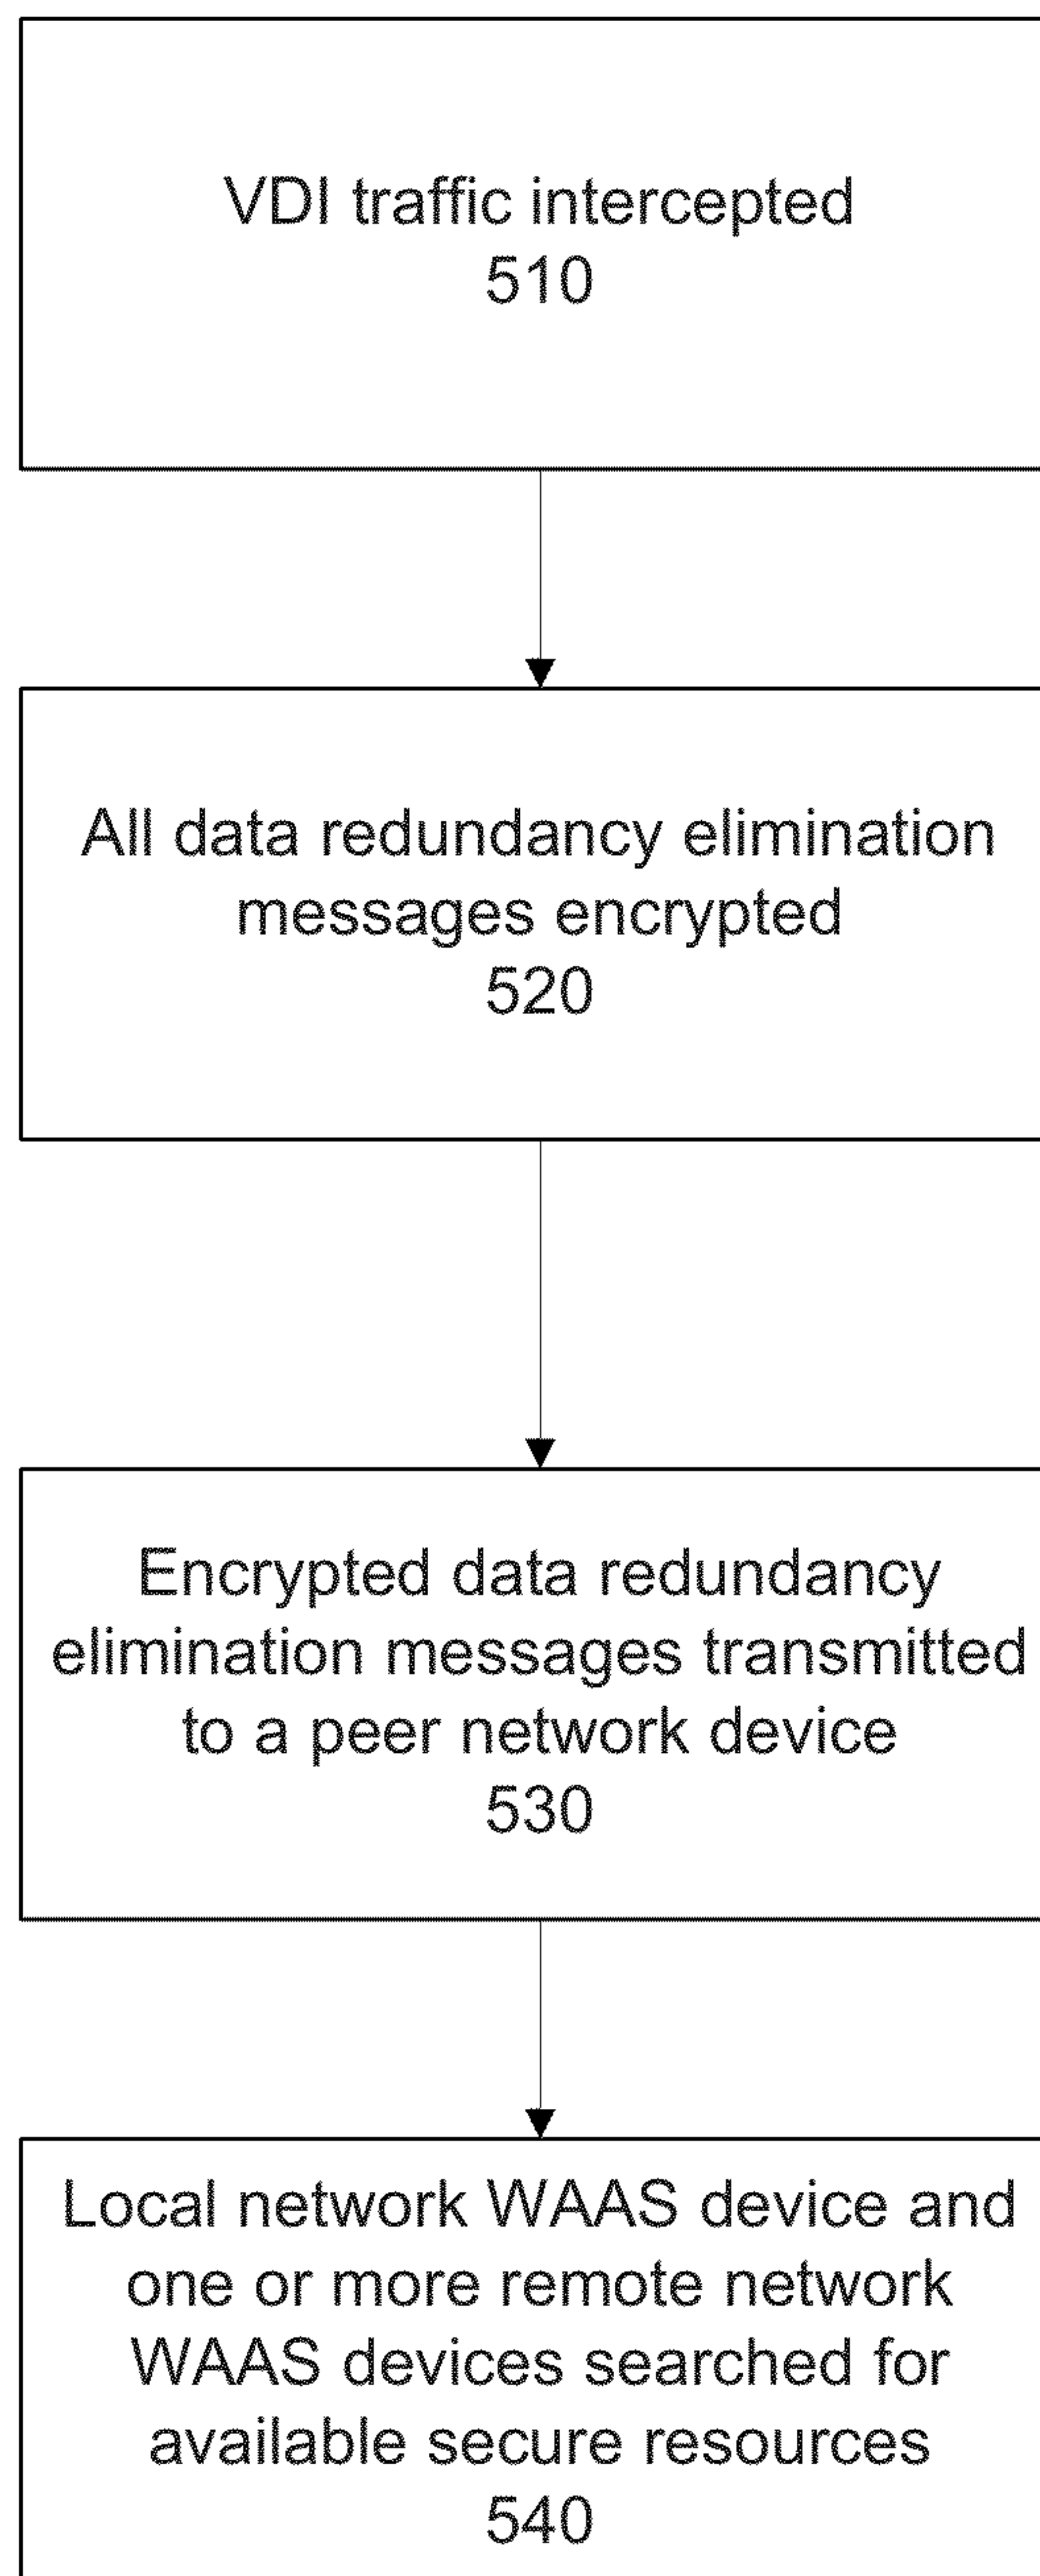 VDI traffic intercepted
510
All data redundancy elimination
messages encrypted
520
Encrypted data redundancy
elimination messages transmitted
to a peer network device
530
Local network WAAS device and
one or more remote network
WAAS devices searched for
available secure resources
540